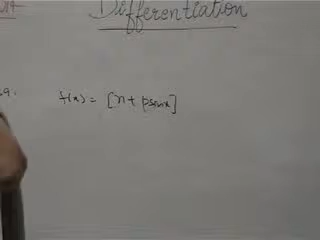 Differentiation
f(x) = [n + psinx]